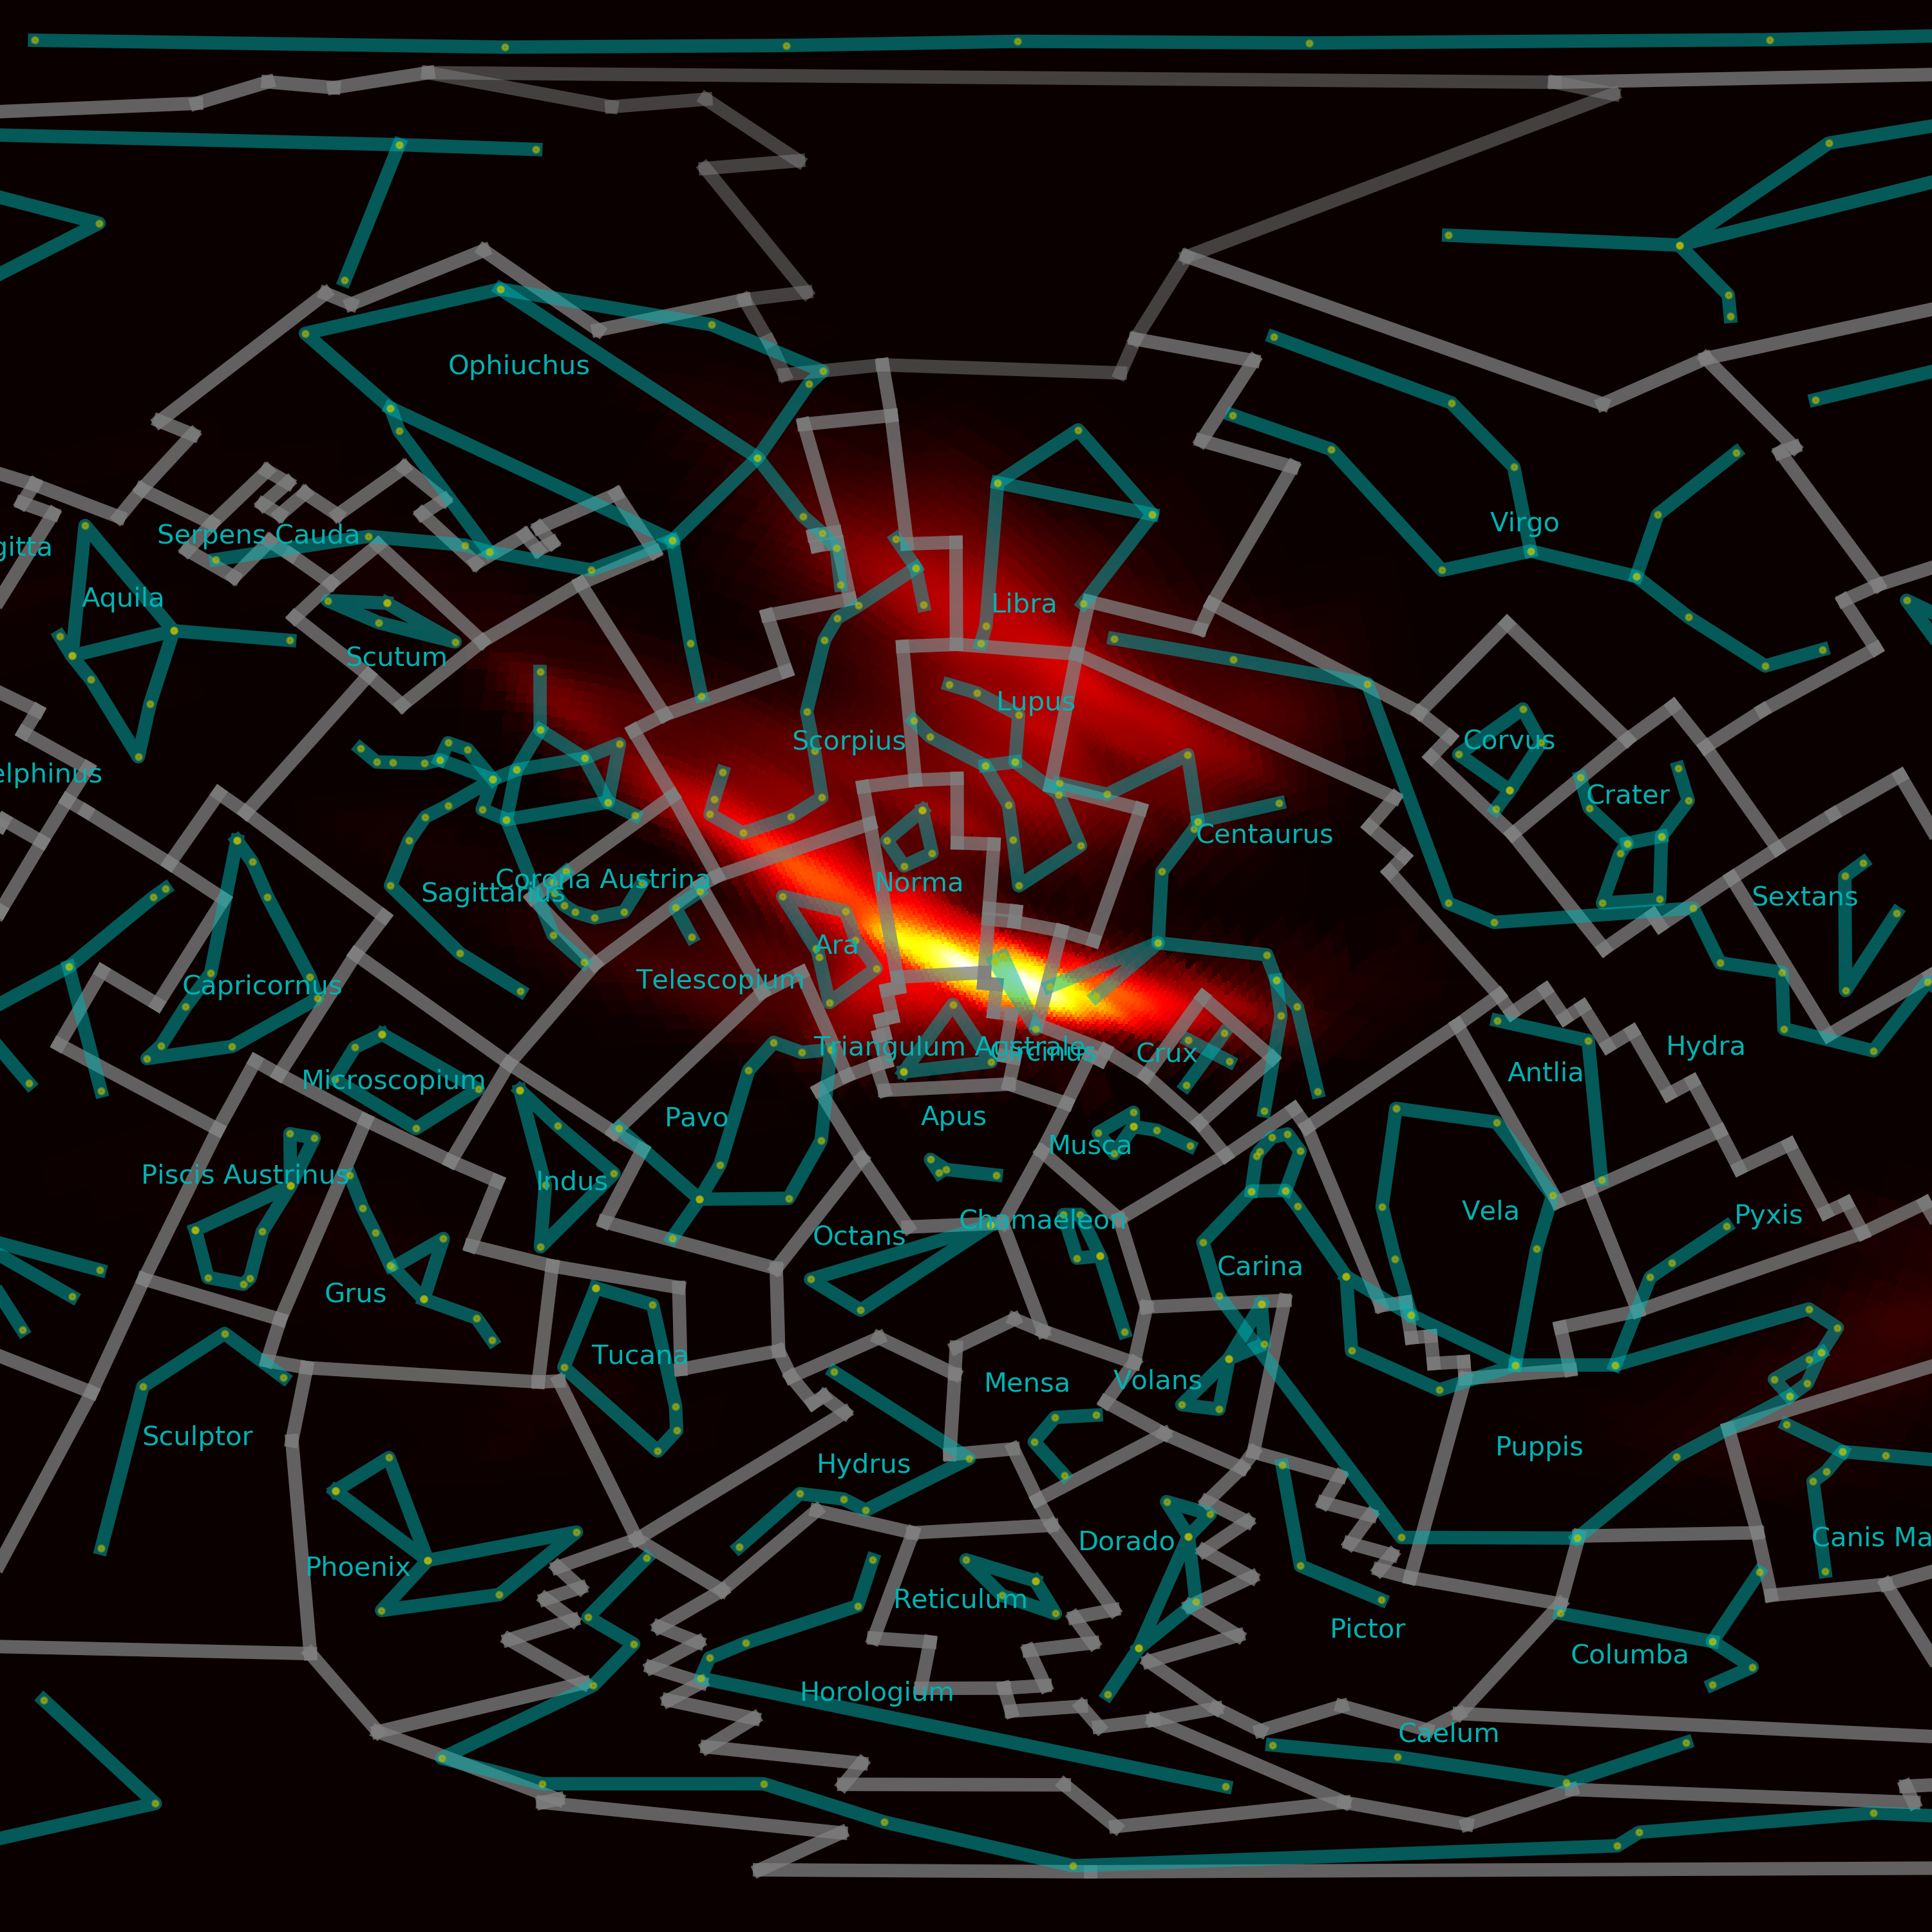 Ophiuchus
Virgo
Serpens Cauda
gitta
Aquila
Libra
Scutum
Lupus
Scorpius
Corvus
elphinus
Crater
Centaurus
Corona Austrina
Norma
Sagittarius
Sextans
Ara
Telescopium
Capricornus
Triangulum Australe
Circinus
Crux
Hydra
Antlia
Microscopium
Pavo
Apus
Musca
Piscis Austrinus
Indus
Vela
Pyxis
Chamaeleon
Octans
Carina
Grus
Tucana
Mensa
Volans
Sculptor
Puppis
Hydrus
Dorado
Canis Ma
Phoenix
Reticulum
Pictor
Columba
Horologium
Caelum